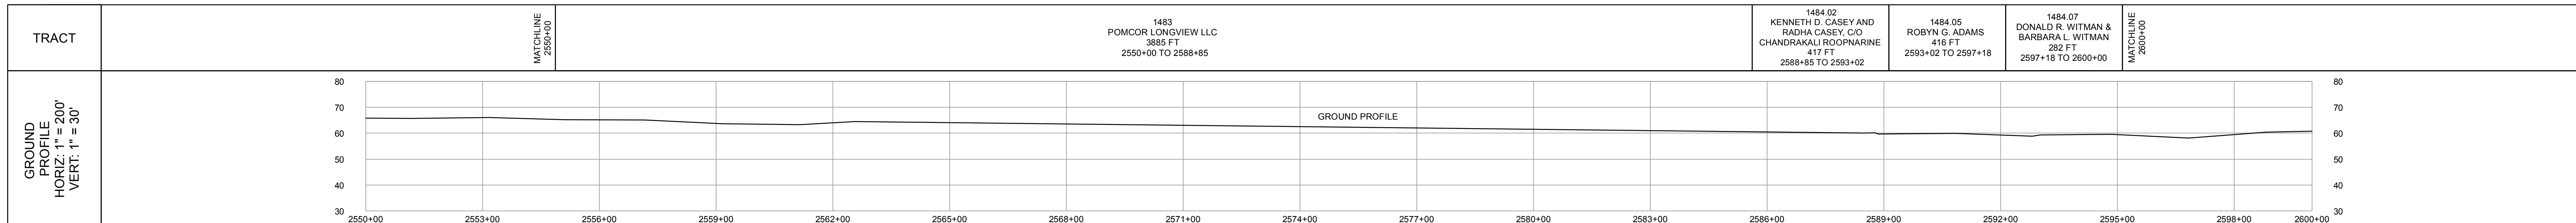 TRACT
MATCHLINE
2550+00
1483
POMCOR LONGVIEW LLC
3885 FT
2550+00 TO 2588+85
1484.02
KENNETH D. CASEY AND
RADHA CASEY, C/O
CHANDRAKALI ROOPNARINE
417 FT
2588+85 TO 2593+02
1484.05
ROBYN G. ADAMS
416 FT
2593+02 TO 2597+18
1484.07
DONALD R. WITMAN &
BARBARA L. WITMAN
282 FT
2597+18 TO 2600+00
MATCHLINE
2600+00
GROUND
PROFILE
HORIZ: 1" = 200'
VERT: 1" = 30'
80
70
60
50
40
30
GROUND PROFILE
80
70
60
50
40
30
2550+00 2553+00 2556+00 2559+00 2562+00 2565+00 2568+00 2571+00 2574+00 2577+00 2580+00 2583+00 2586+00 2589+00 2592+00 2595+00 2598+00 2600+00